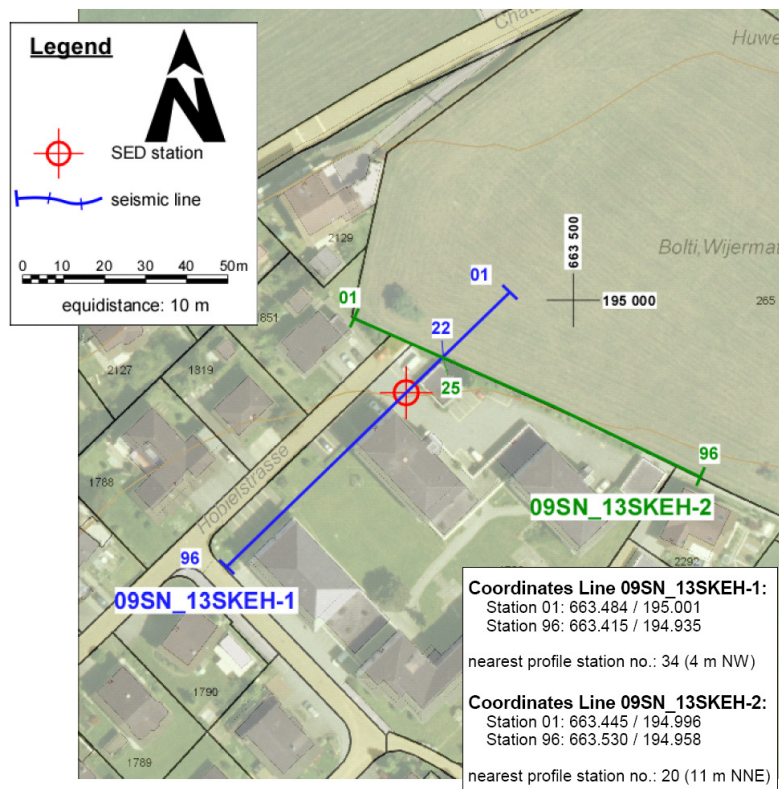 Legend
SED station
seismic line
0 10 20 30 40 50m
equidistance: 10 m
Huwe
2129
663 500
Bolti,Wijermat
195 000
265
01
01
851
22
2127
1819
25
96
1788
Hobielstrasse
09SN_13SKEH-2
96
09SN_13SKEH-1
2292
1790
1789
Coordinates Line 09SN_13SKEH-1:
Station 01: 663.484 / 195.001
Station 96: 663.415 / 194.935
nearest profile station no.: 34 (4 m NW)
Coordinates Line 09SN_13SKEH-2:
Station 01: 663.445 / 194.996
Station 96: 663.530 / 194.958
nearest profile station no.: 20 (11 m NNE)